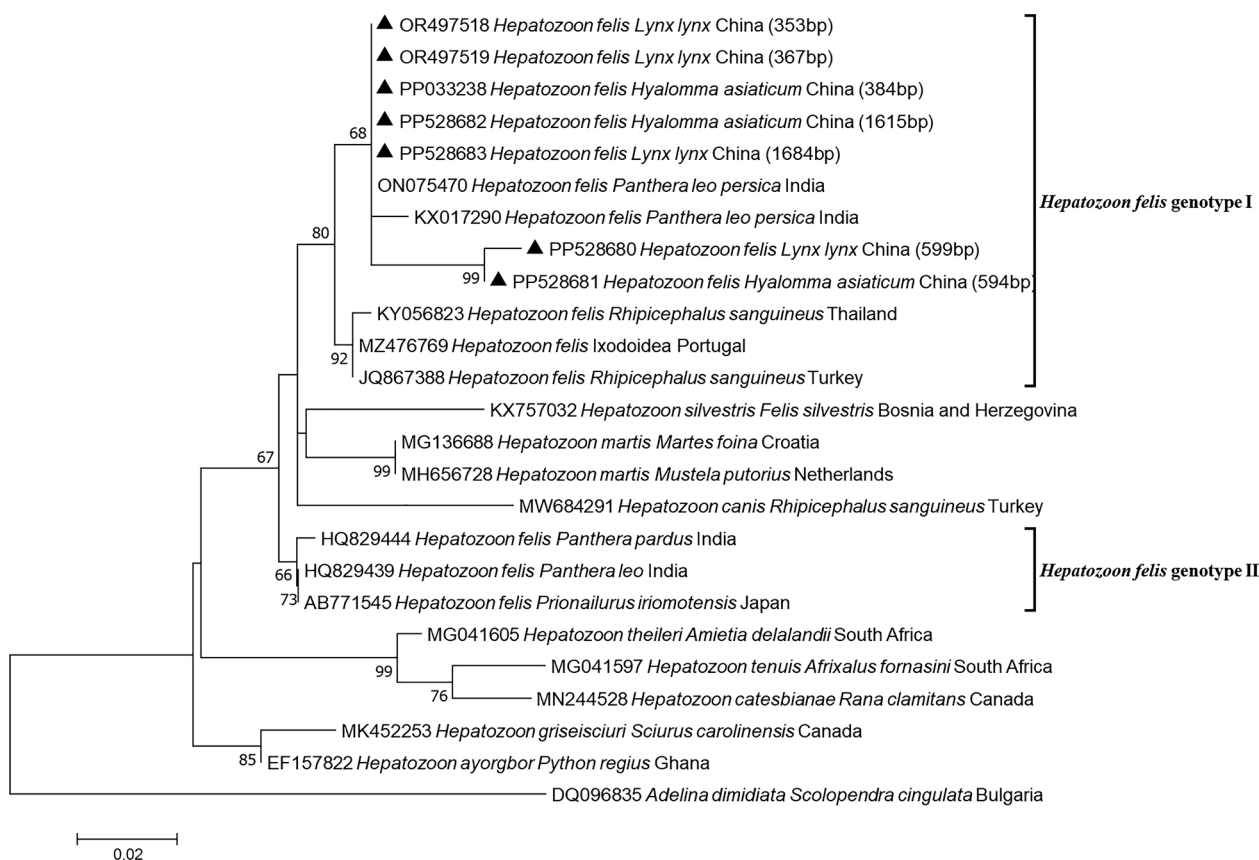 ▲ OR497518 Hepatozoon felis Lynx lynx China (353bp)
▲ OR497519 Hepatozoon felis Lynx lynx China (367bp)
▲ PP033238 Hepatozoon felis Hyalomma asiaticum China (384bp)
▲ PP528682 Hepatozoon felis Hyalomma asiaticum China (1615bp)
68
▲ PP528683 Hepatozoon felis Lynx lynx China (1684bp)
ON075470 Hepatozoon felis Panthera leo persica India
Hepatozoon felis genotype I
KX017290 Hepatozoon felis Panthera leo persica India
80
▲ PP528680 Hepatozoon felis Lynx lynx China (599bp)
99
▲ PP528681 Hepatozoon felis Hyalomma asiaticum China (594bp)
KY056823 Hepatozoon felis Rhipicephalus sanguineus Thailand
MZ476769 Hepatozoon felis Ixodoidea Portugal
92
JQ867388 Hepatozoon felis Rhipicephalus sanguineus Turkey
KX757032 Hepatozoon silvestris Felis silvestris Bosnia and Herzegovina
MG136688 Hepatozoon martis Martes foina Croatia
67
99
MH656728 Hepatozoon martis Mustela putorius Netherlands
MW684291 Hepatozoon canis Rhipicephalus sanguineus Turkey
HQ829444 Hepatozoon felis Panthera pardus India
66
HQ829439 Hepatozoon felis Panthera leo India
Hepatozoon felis genotype II
73
AB771545 Hepatozoon felis Prionailurus iriomotensis Japan
MG041605 Hepatozoon theileri Amietia delalandii South Africa
99
MG041597 Hepatozoon tenuis Afrixalus fornasini South Africa
76
MN244528 Hepatozoon catesbianae Rana clamitans Canada
MK452253 Hepatozoon griseisciuri Sciurus carolinensis Canada
85
EF157822 Hepatozoon ayorgbor Python regius Ghana
DQ096835 Adelina dimidiata Scolopendra cingulata Bulgaria
0.02